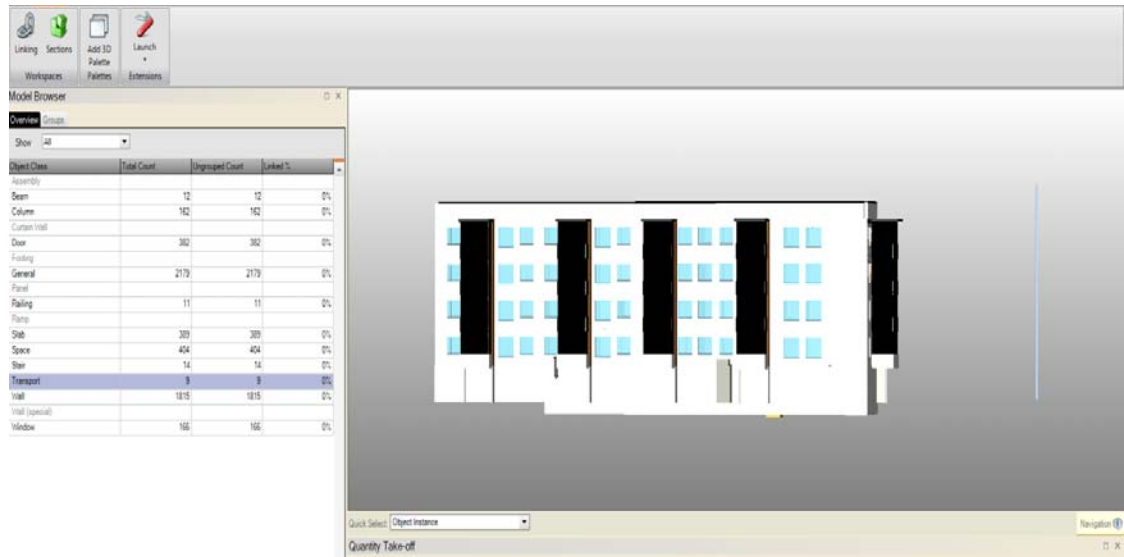 Linking Sections Add 3D Palette Launch
Workspaces Palettes Extensions
Model Browser
Overview Groups
Show All
Object Class Total Count Ungrouped Count Linked %
Assembly
Beam 12 12 0%
Column 162 162 0%
Curtain Wall
Door 382 382 0%
Footing
General 2179 2179 0%
Panel
Railing 11 11 0%
Ramp
Slab 389 389 0%
Space 404 404 0%
Stair 14 14 0%
Transport 9 9 0%
Wall 1815 1815 0%
Wall (special)
Window 166 166 0%
Quick Select: Object Instance Navigation
Quantity Take-off